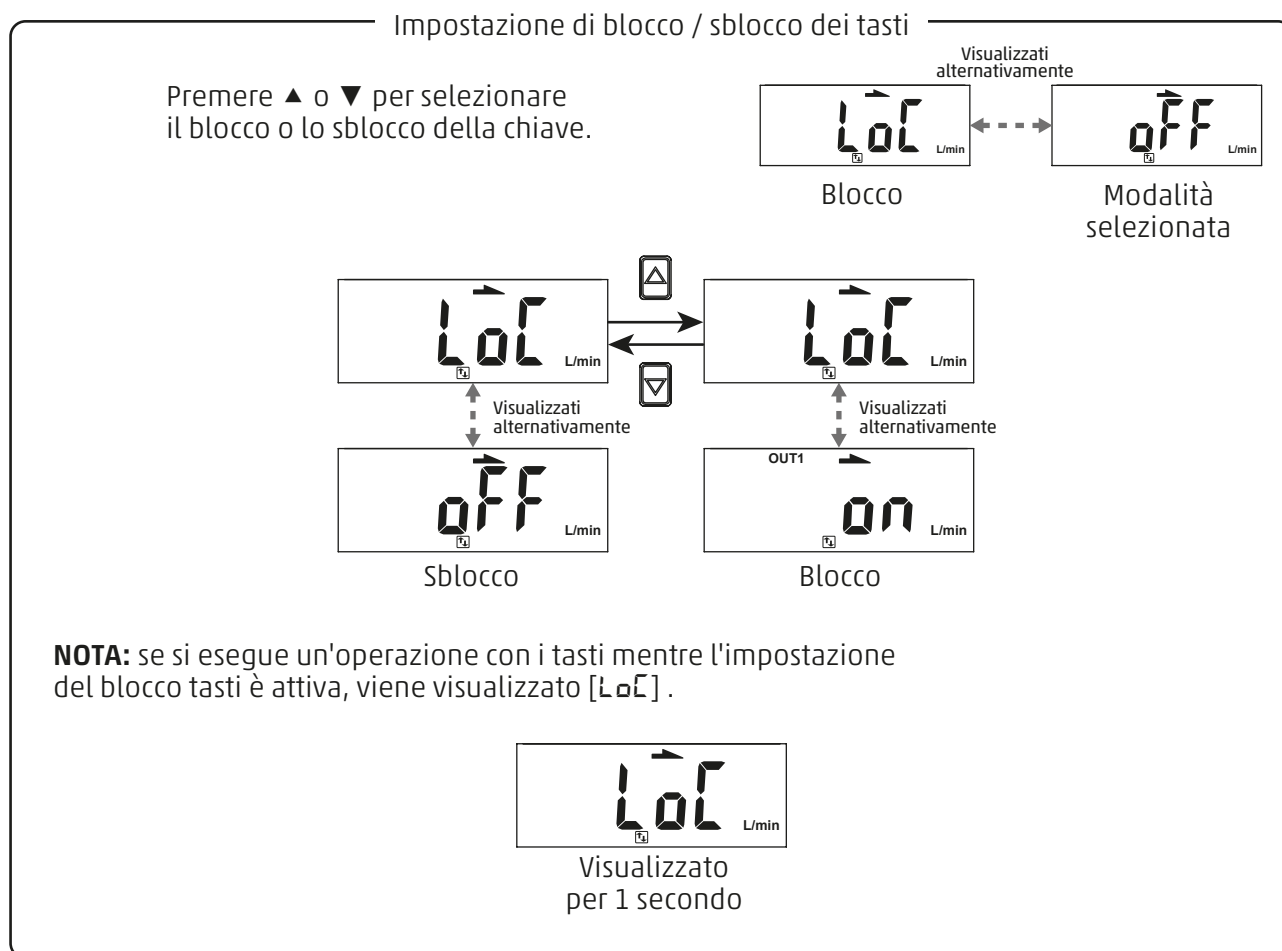 Impostazione di blocco / sblocco dei tasti
Premere ▲ o ▼ per selezionare
il blocco o lo sblocco della chiave.
Visualizzati
alternativamente
LoC
L/min
oFF
L/min
Blocco
Modalità
selezionata
LoC
L/min
LoC
L/min
Visualizzati
alternativamente
Visualizzati
alternativamente
oFF
L/min
OUT1
on
L/min
Sblocco
Blocco
NOTA: se si esegue un'operazione con i tasti mentre l'impostazione
del blocco tasti è attiva, viene visualizzato [LoC] .
LoC
L/min
Visualizzato
per 1 secondo